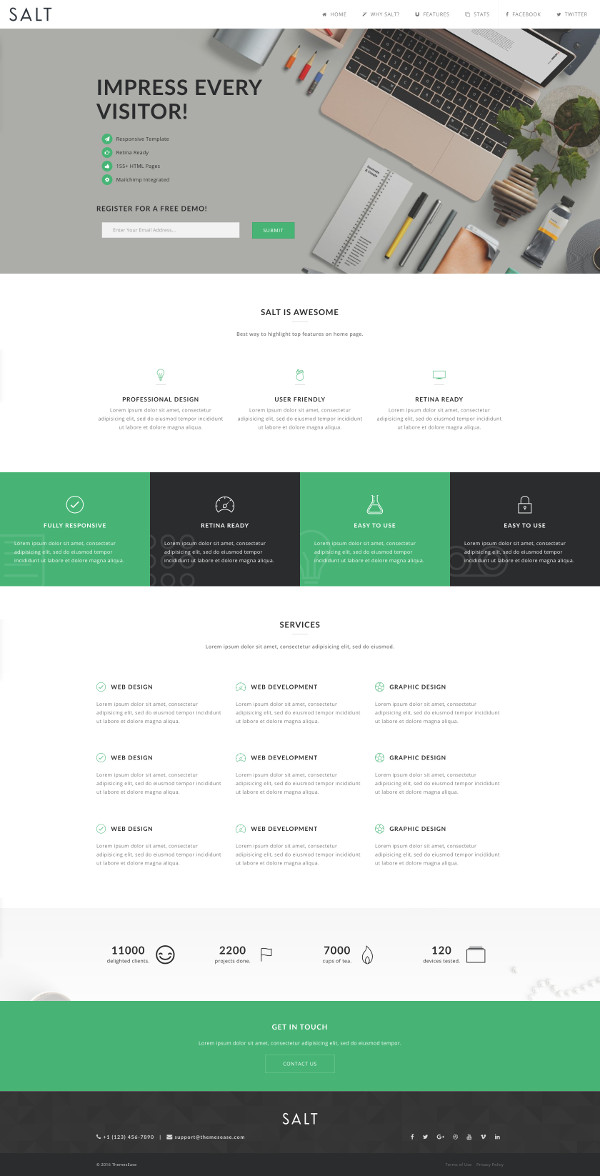 SALT
HOME WHY SALT? FEATURES STATS FACEBOOK TWITTER
IMPRESS EVERY
VISITOR!
Responsive Template
Retina Ready
155+ HTML Pages
Mailchimp Integrated
REGISTER FOR A FREE DEMO!
Enter Your Email Address...
SUBMIT
SALT IS AWESOME
Best way to highlight top features on home page.
PROFESSIONAL DESIGN
Lorem ipsum dolor sit amet, consectetur
adipisicing elit, sed do eiusmod tempor incididunt
ut labore et dolore magna aliqua.
USER FRIENDLY
Lorem ipsum dolor sit amet, consectetur
adipisicing elit, sed do eiusmod tempor incididunt
ut labore et dolore magna aliqua.
RETINA READY
Lorem ipsum dolor sit amet, consectetur
adipisicing elit, sed do eiusmod tempor incididunt
ut labore et dolore magna aliqua.
FULLY RESPONSIVE
Lorem ipsum dolor sit amet, consectetur
adipisicing elit, sed do eiusmod tempor
incididunt ut labore et dolore magna aliqua.
RETINA READY
Lorem ipsum dolor sit amet, consectetur
adipisicing elit, sed do eiusmod tempor
incididunt ut labore et dolore magna aliqua.
EASY TO USE
Lorem ipsum dolor sit amet, consectetur
adipisicing elit, sed do eiusmod tempor
incididunt ut labore et dolore magna aliqua.
EASY TO USE
Lorem ipsum dolor sit amet, consectetur
adipisicing elit, sed do eiusmod tempor
incididunt ut labore et dolore magna aliqua.
SERVICES
Lorem ipsum dolor sit amet, consectetur adipisicing elit, sed do eiusmod.
WEB DESIGN
Lorem ipsum dolor sit amet, consectetur
adipisicing elit, sed do eiusmod tempor incididunt
ut labore et dolore magna aliqua.
WEB DEVELOPMENT
Lorem ipsum dolor sit amet, consectetur
adipisicing elit, sed do eiusmod tempor incididunt
ut labore et dolore magna aliqua.
GRAPHIC DESIGN
Lorem ipsum dolor sit amet, consectetur
adipisicing elit, sed do eiusmod tempor incididunt
ut labore et dolore magna aliqua.
WEB DESIGN
Lorem ipsum dolor sit amet, consectetur
adipisicing elit, sed do eiusmod tempor incididunt
ut labore et dolore magna aliqua.
WEB DEVELOPMENT
Lorem ipsum dolor sit amet, consectetur
adipisicing elit, sed do eiusmod tempor incididunt
ut labore et dolore magna aliqua.
GRAPHIC DESIGN
Lorem ipsum dolor sit amet, consectetur
adipisicing elit, sed do eiusmod tempor incididunt
ut labore et dolore magna aliqua.
WEB DESIGN
Lorem ipsum dolor sit amet, consectetur
adipisicing elit, sed do eiusmod tempor incididunt
ut labore et dolore magna aliqua.
WEB DEVELOPMENT
Lorem ipsum dolor sit amet, consectetur
adipisicing elit, sed do eiusmod tempor incididunt
ut labore et dolore magna aliqua.
GRAPHIC DESIGN
Lorem ipsum dolor sit amet, consectetur
adipisicing elit, sed do eiusmod tempor incididunt
ut labore et dolore magna aliqua.
11000
delighted clients.
2200
projects done.
7000
cups of tea.
120
devices tested.
GET IN TOUCH
Lorem ipsum dolor sit amet, consectetur adipisicing elit, sed do eiusmod tempor.
CONTACT US
SALT
+1 (123) 456-7890 | support@themesease.com
Terms of Use Privacy Policy